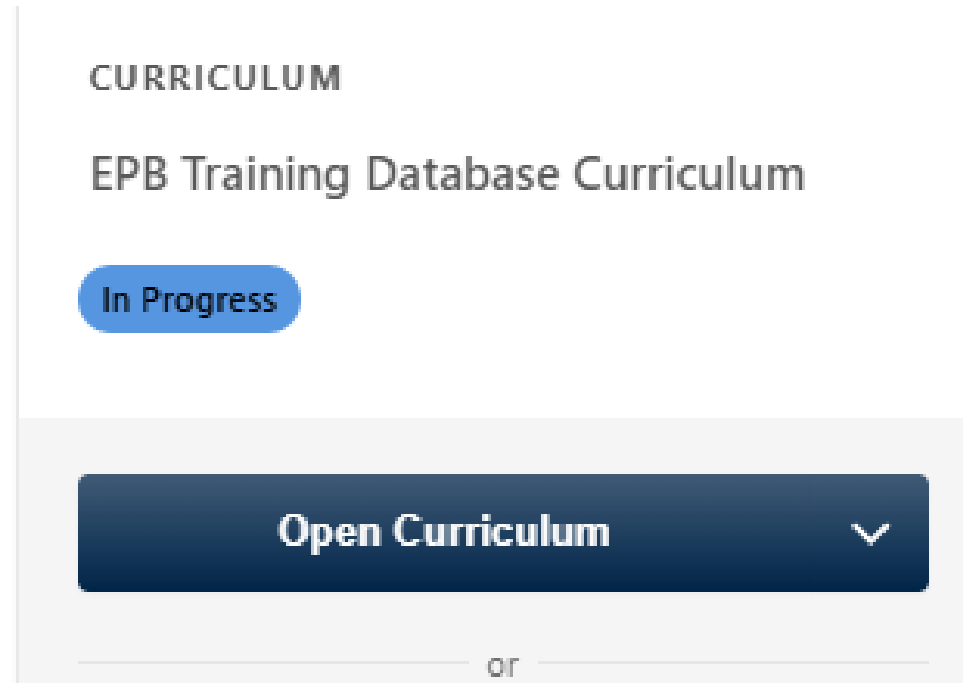 CURRICULUM
EPB Training Database Curriculum
In Progress
Open Curriculum
or